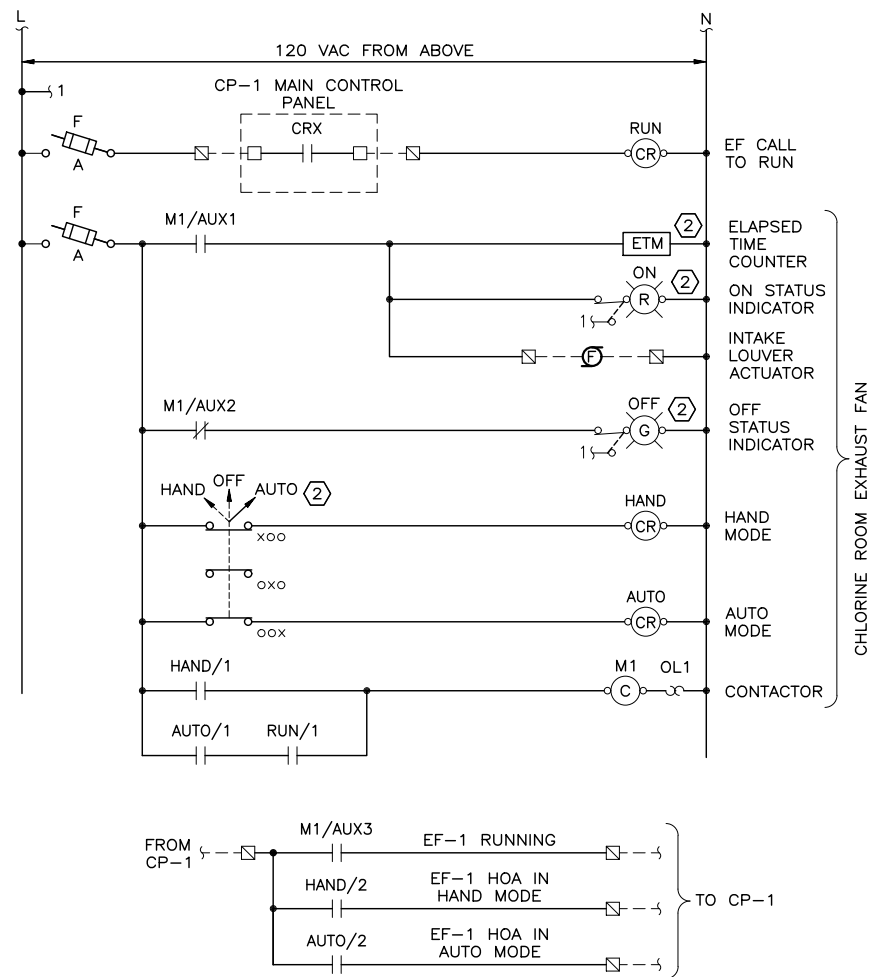 L
N
120 VAC FROM ABOVE
1
CP-1 MAIN CONTROL
PANEL
F
A
CRX
RUN
CR
EF CALL
TO RUN
F
A
M1/AUX1
ETM
2
ELAPSED
TIME
COUNTER
ON
R
2
1
ON STATUS
INDICATOR
F
INTAKE
LOUVER
ACTUATOR
M1/AUX2
OFF
G
2
1
OFF
STATUS
INDICATOR
HAND
OFF
AUTO
2
XOO
HAND
CR
HAND
MODE
OXO
OOX
AUTO
CR
AUTO
MODE
HAND/1
M1
C
OL1
CONTACTOR
AUTO/1
RUN/1
CHLORINE ROOM EXHAUST FAN
FROM
CP-1
M1/AUX3
EF-1 RUNNING
HAND/2
EF-1 HOA IN
HAND MODE
AUTO/2
EF-1 HOA IN
AUTO MODE
TO CP-1